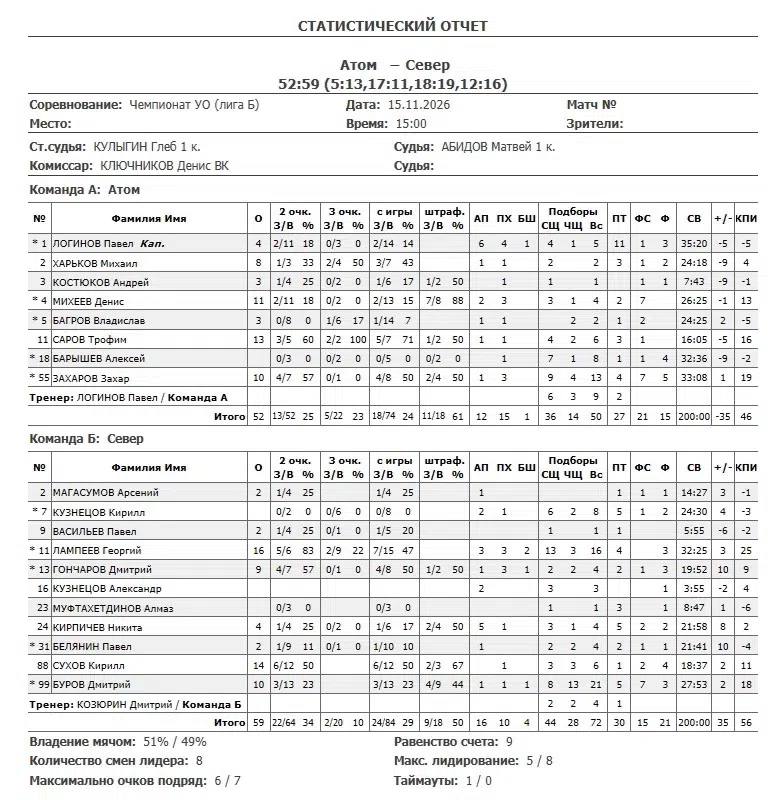 СТАТИСТИЧЕСКИЙ ОТЧЕТ
Атом – Север
52:59 (5:13,17:11,18:19,12:16)
Соревнование: Чемпионат УО (лига Б) Дата: 15.11.2026 Матч №
Место: Время: 15:00 Зрители:
Ст.судья: КУЛЫГИН Глеб 1 к. Судья: АБИДОВ Матвей 1 к.
Комиссар: КЛЮЧНИКОВ Денис ВК Судья:
Команда А: Атом
№ Фамилия Имя О 2 очк. 3 очк. с игры штраф. АП ПХ БШ Подборы ПТ ФС Ф СВ +/- КПИ
З/В % З/В % З/В % З/В % СЩ ЧЩ Вс
* 1 ЛОГИНОВ Павел Кап. 4 2/11 18 0/3 0 2/14 14 6 4 1 4 1 5 11 1 3 35:20 -5 -5
2 ХАРЬКОВ Михаил 8 1/3 33 2/4 50 3/7 43 1 1 2 2 3 1 2 24:18 -9 4
3 КОСТЮКОВ Андрей 3 1/4 25 0/2 0 1/6 17 1/2 50 1 1 1 1 1 7:43 -9 -1
* 4 МИХЕЕВ Денис 11 2/11 18 0/2 0 2/13 15 7/8 88 2 3 3 1 4 2 7 26:25 -1 13
* 5 БАГРОВ Владислав 3 0/8 0 1/6 17 1/14 7 1 1 2 2 1 2 24:25 2 -5
11 САРОВ Трофим 13 3/5 60 2/2 100 5/7 71 1/2 50 1 1 4 2 6 3 1 16:05 -5 16
* 18 БАРЫШЕВ Алексей 0/3 0 0/2 0 0/5 0 0/2 0 1 7 1 8 1 1 4 32:36 -9 -2
* 55 ЗАХАРОВ Захар 10 4/7 57 0/1 0 4/8 50 2/4 50 1 3 9 4 13 4 7 5 33:08 1 19
Тренер: ЛОГИНОВ Павел / Команда А 6 3 9 2
Итого 52 13/52 25 5/22 23 18/74 24 11/18 61 12 15 1 36 14 50 27 21 15 200:00 -35 46
Команда Б: Север
№ Фамилия Имя О 2 очк. 3 очк. с игры штраф. АП ПХ БШ Подборы ПТ ФС Ф СВ +/- КПИ
З/В % З/В % З/В % З/В % СЩ ЧЩ Вс
2 МАГАСУМОВ Арсений 2 1/4 25 1/4 25 1 1 1 1 14:27 3 -1
* 7 КУЗНЕЦОВ Кирилл 0/2 0 0/6 0 0/8 0 2 1 6 2 8 5 1 2 24:30 4 -3
9 ВАСИЛЬЕВ Павел 2 1/4 25 0/1 0 1/5 20 1 1 1 5:55 -6 -2
* 11 ЛАМПЕЕВ Георгий 16 5/6 83 2/9 22 7/15 47 3 3 2 13 3 16 4 3 32:25 3 25
* 13 ГОНЧАРОВ Дмитрий 9 4/7 57 0/1 0 4/8 50 1/2 50 1 3 1 2 2 4 2 1 3 19:52 10 9
16 КУЗНЕЦОВ Александр 2 3 3 1 3:55 -2 4
23 МУФТАХЕТДИНОВ Алмаз 0/3 0 0/3 0 1 1 3 1 8:47 1 -6
24 КИРПИЧЕВ Никита 4 1/4 25 0/2 0 1/6 17 2/4 50 5 1 3 1 4 2 2 2 21:58 8 2
* 31 БЕЛЯНИН Павел 2 1/9 11 0/1 0 1/10 10 1 2 2 4 2 1 1 21:41 10 -4
88 СУХОВ Кирилл 14 6/12 50 6/12 50 2/3 67 1 3 3 6 1 2 4 18:37 2 11
* 99 БУРОВ Дмитрий 10 3/13 23 3/13 23 4/9 44 1 1 1 8 13 21 5 7 3 27:53 2 18
Тренер: КОЗЮРИН Дмитрий / Команда Б 2 2 4 1
Итого 59 22/64 34 2/20 10 24/84 29 9/18 50 16 10 4 44 28 72 30 15 21 200:00 35 56
Владение мячом: 51% / 49% Равенство счета: 9
Количество смен лидера: 8 Макс. лидирование: 5 / 8
Максимально очков подряд: 6 / 7 Таймауты: 1 / 0